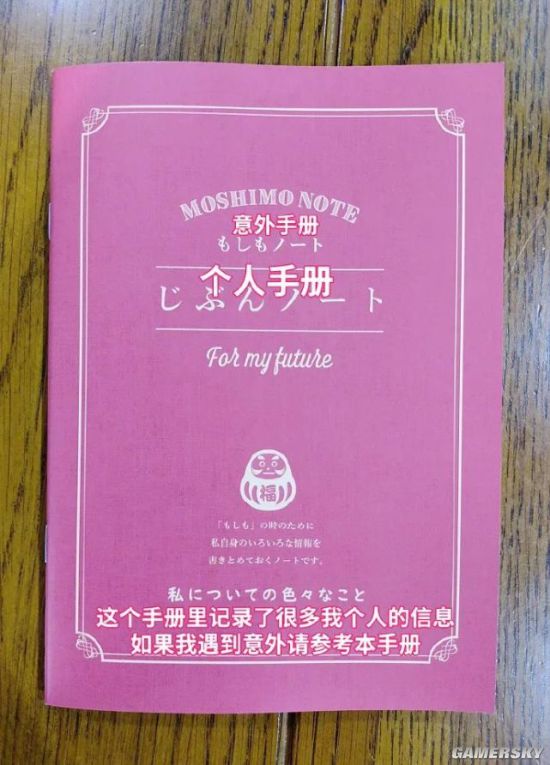 MOSHIMO NOTE
意外手册
もしもノート
个人手册
じぶんノート
For my future
福
「もしも」の時のために
私自身のいろいろな情報を
書きとめておくノートです。
私についての色々なこと
这个手册里记录了很多我个人的信息
如果我遇到意外请参考本手册
GAMERSKY